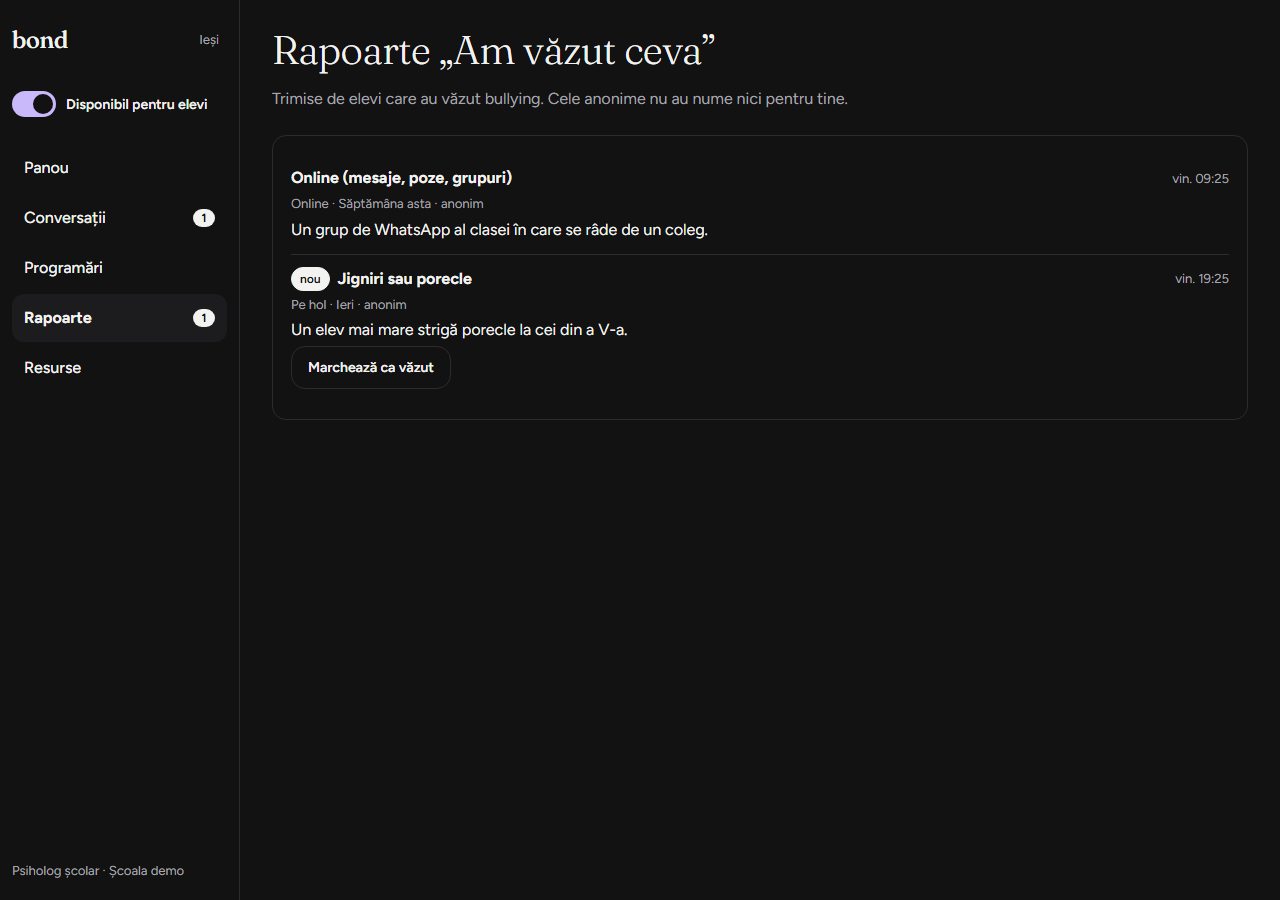 bond
Ieși
Disponibil pentru elevi
Panou
Conversații 1
Programări
Rapoarte 1
Resurse
Psiholog școlar · Școala demo
Rapoarte „Am văzut ceva”
Trimise de elevi care au văzut bullying. Cele anonime nu au nume nici pentru tine.
Online (mesaje, poze, grupuri) vin. 09:25
Online · Săptămâna asta · anonim
Un grup de WhatsApp al clasei în care se râde de un coleg.
nou Jigniri sau porecle vin. 19:25
Pe hol · Ieri · anonim
Un elev mai mare strigă porecle la cei din a V-a.
Marchează ca văzut